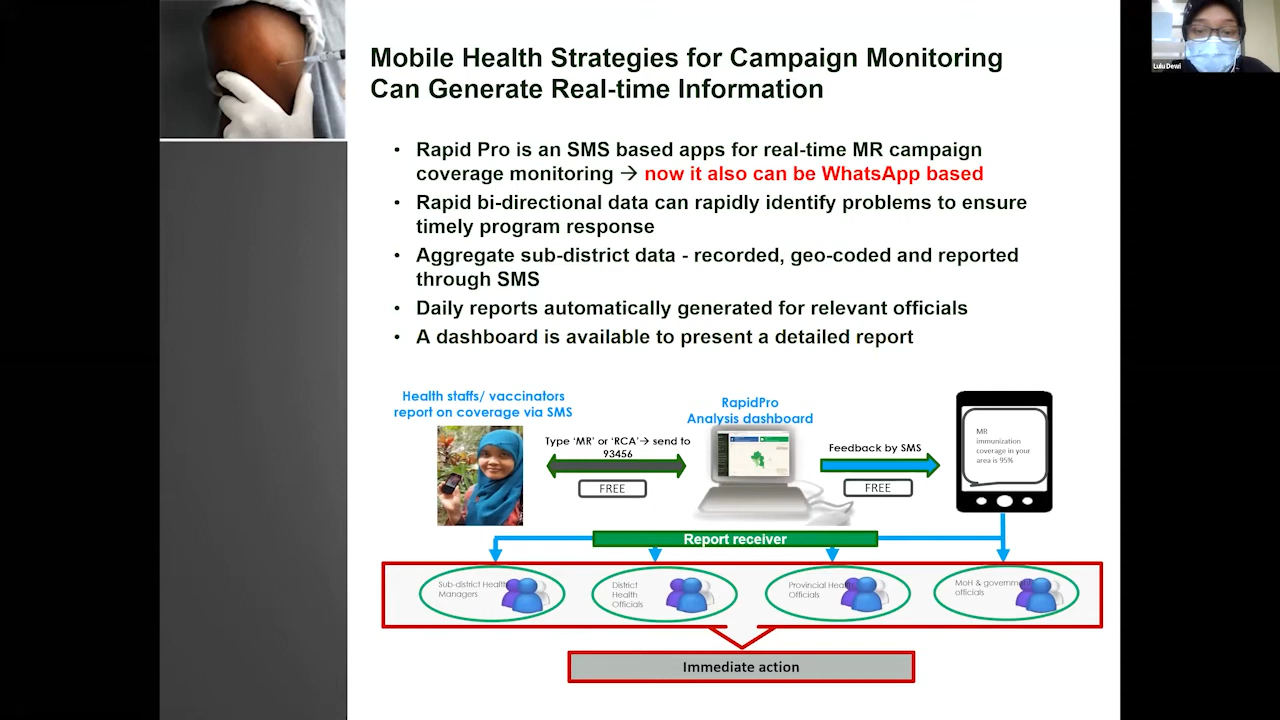 Lulu Dewi
Mobile Health Strategies for Campaign Monitoring
Can Generate Real-time Information
• Rapid Pro is an SMS based apps for real-time MR campaign
coverage monitoring → now it also can be WhatsApp based
• Rapid bi-directional data can rapidly identify problems to ensure
timely program response
• Aggregate sub-district data - recorded, geo-coded and reported
through SMS
• Daily reports automatically generated for relevant officials
• A dashboard is available to present a detailed report
Health staffs/ vaccinators
report on coverage via SMS
Type ‘MR’ or ‘RCA’→ send to
93456
FREE
RapidPro
Analysis dashboard
Feedback by SMS
FREE
MR
immunization
coverage in your
area is 95%
Report receiver
Sub-district Health
Managers
District
Health
Officials
Provincial Health
Officials
MoH & government
officials
Immediate action